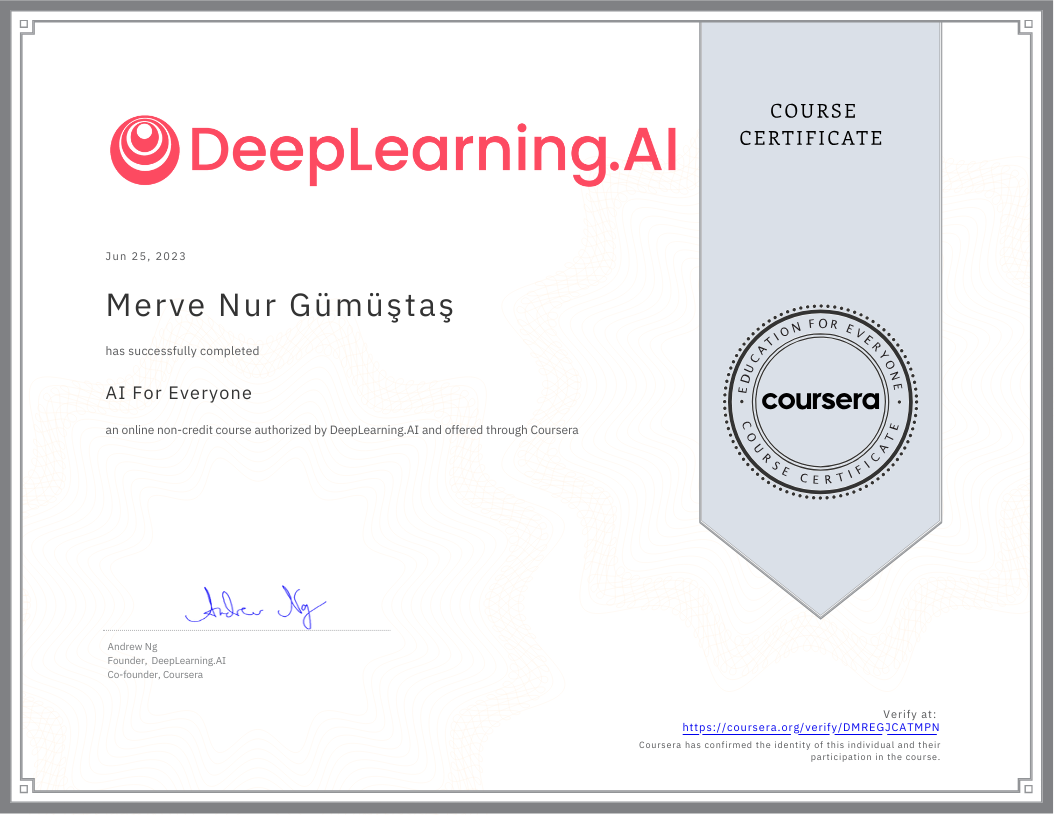 DeepLearning.AI
COURSE
CERTIFICATE
Jun 25, 2023
Merve Nur Gümüştaş
has successfully completed
AI For Everyone
an online non-credit course authorized by DeepLearning.AI and offered through Coursera
EDUCATION FOR EVERYONE
coursera
COURSE CERTIFICATE
Andrew Ng
Andrew Ng
Founder, DeepLearning.AI
Co-founder, Coursera
Verify at:
https://coursera.org/verify/DMREGJCATMPN
Coursera has confirmed the identity of this individual and their
participation in the course.